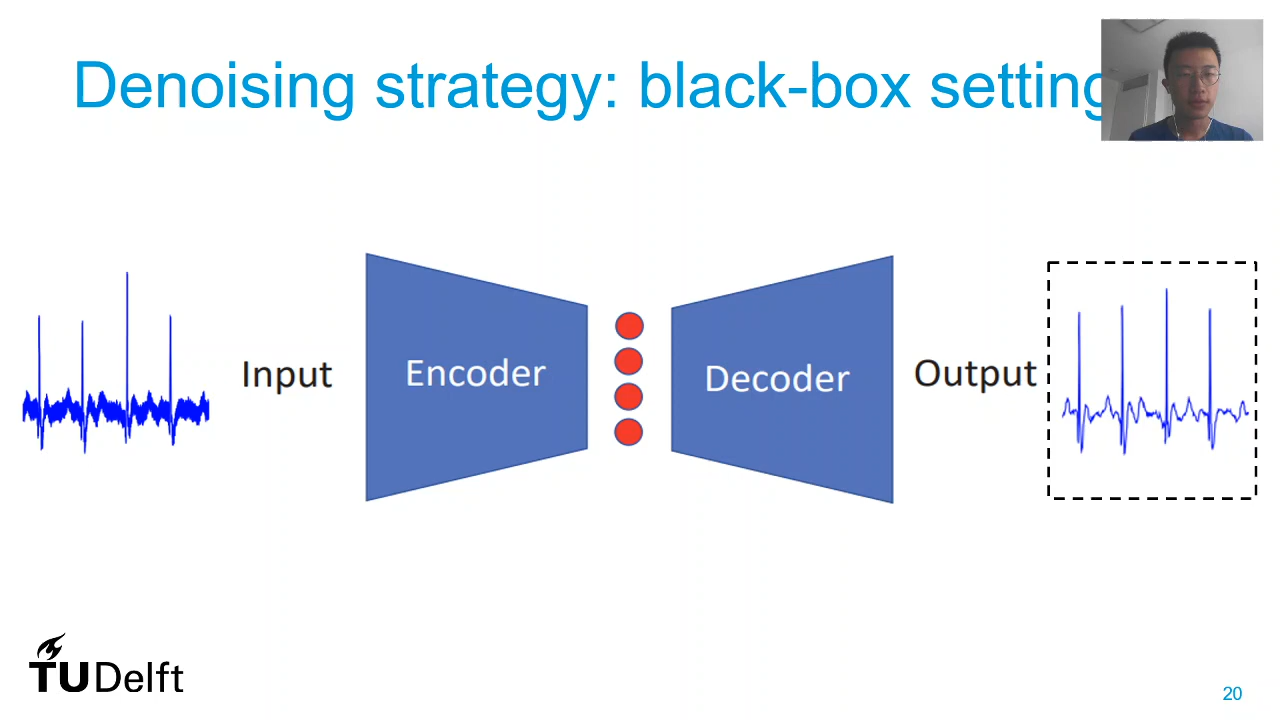 Denoising strategy: black-box setting
Input
Encoder
Decoder
Output
TUDelft
20